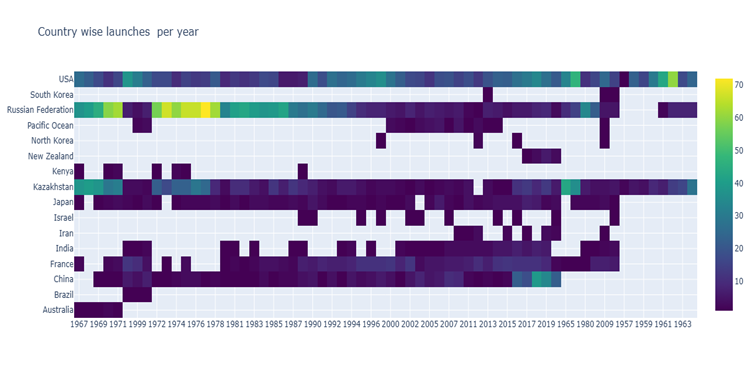 Country wise launches  per year
USA
South Korea
Russian Federation
Pacific Ocean
North Korea
New Zealand
Kenya
Kazakhstan
Japan
Israel
Iran
India
France
China
Brazil
Australia
1967 1969 1971 1999 1972 1974 1976 1978 1981 1983 1985 1987 1990 1992 1994 1996 2000 2002 2005 2007 2011 2013 2015 2017 2019 1965 1980 2009 1957 1959 1961 1963
70
60
50
40
30
20
10